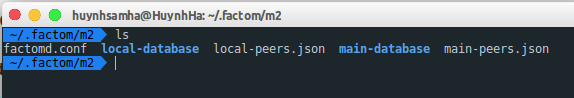 huynhsamha@HuynhHa: ~/.factom/m2
~/.factom/m2 ls
factomd.conf local-database local-peers.json main-database main-peers.json
~/.factom/m2